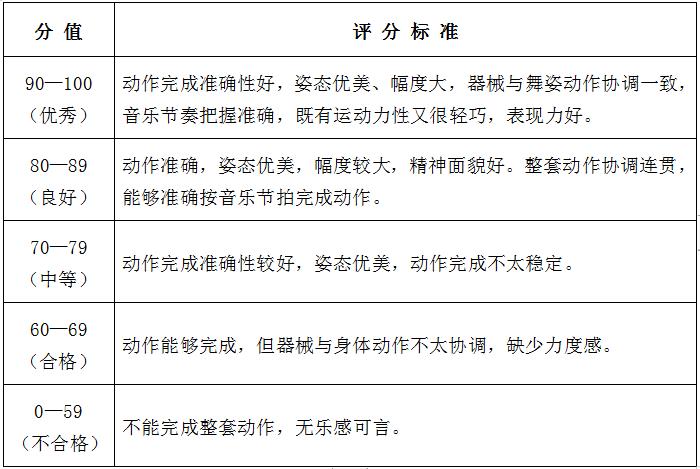 分 值
评 分 标 准
90—100
（优秀）
动作完成准确性好，姿态优美、幅度大，器械与舞姿动作协调一致，
音乐节奏把握准确，既有运动力性又很轻巧，表现力好。
80—89
（良好）
动作准确，姿态优美，幅度较大，精神面貌好。整套动作协调连贯，
能够准确按音乐节拍完成动作。
70—79
（中等）
动作完成准确性较好，姿态优美，动作完成不太稳定。
60—69
（合格）
动作能够完成，但器械与身体动作不太协调，缺少力度感。
0—59
（不合格）
不能完成整套动作，无乐感可言。